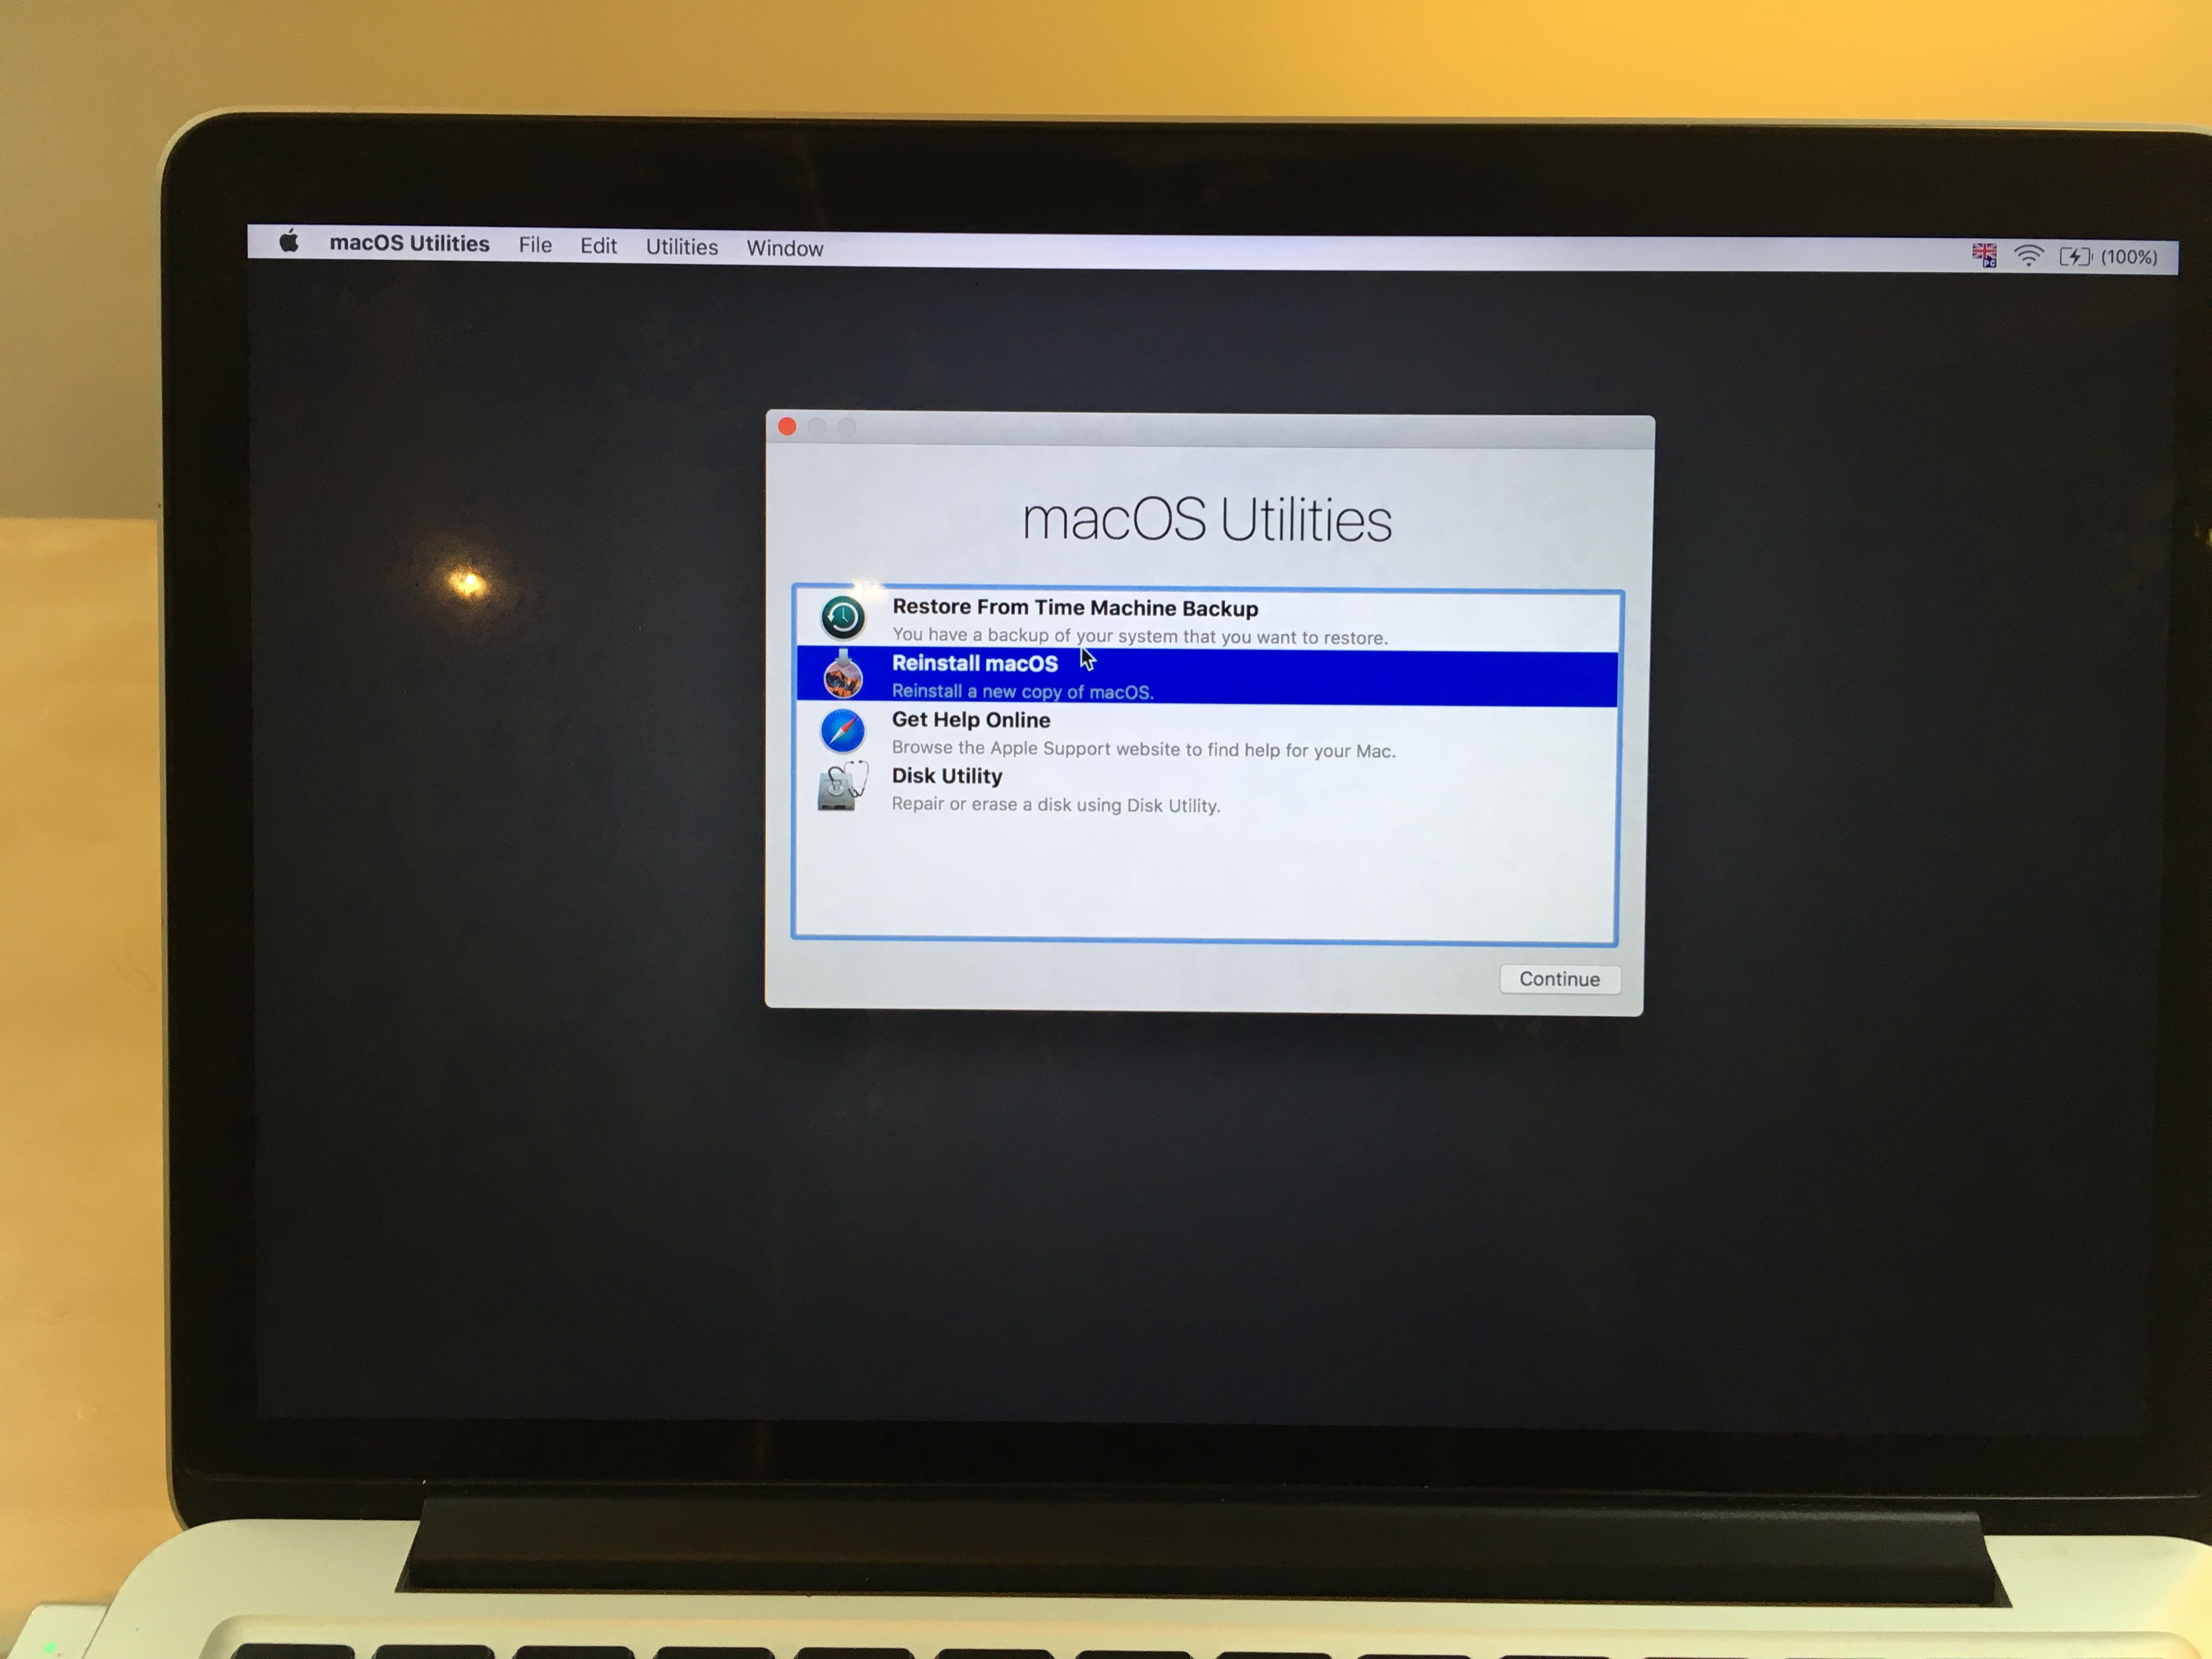 macOS Utilities File Edit Utilities Window (100%)
macOS Utilities
Restore From Time Machine Backup
You have a backup of your system that you want to restore.
Reinstall macOS
Reinstall a new copy of macOS.
Get Help Online
Browse the Apple Support website to find help for your Mac.
Disk Utility
Repair or erase a disk using Disk Utility.
Continue